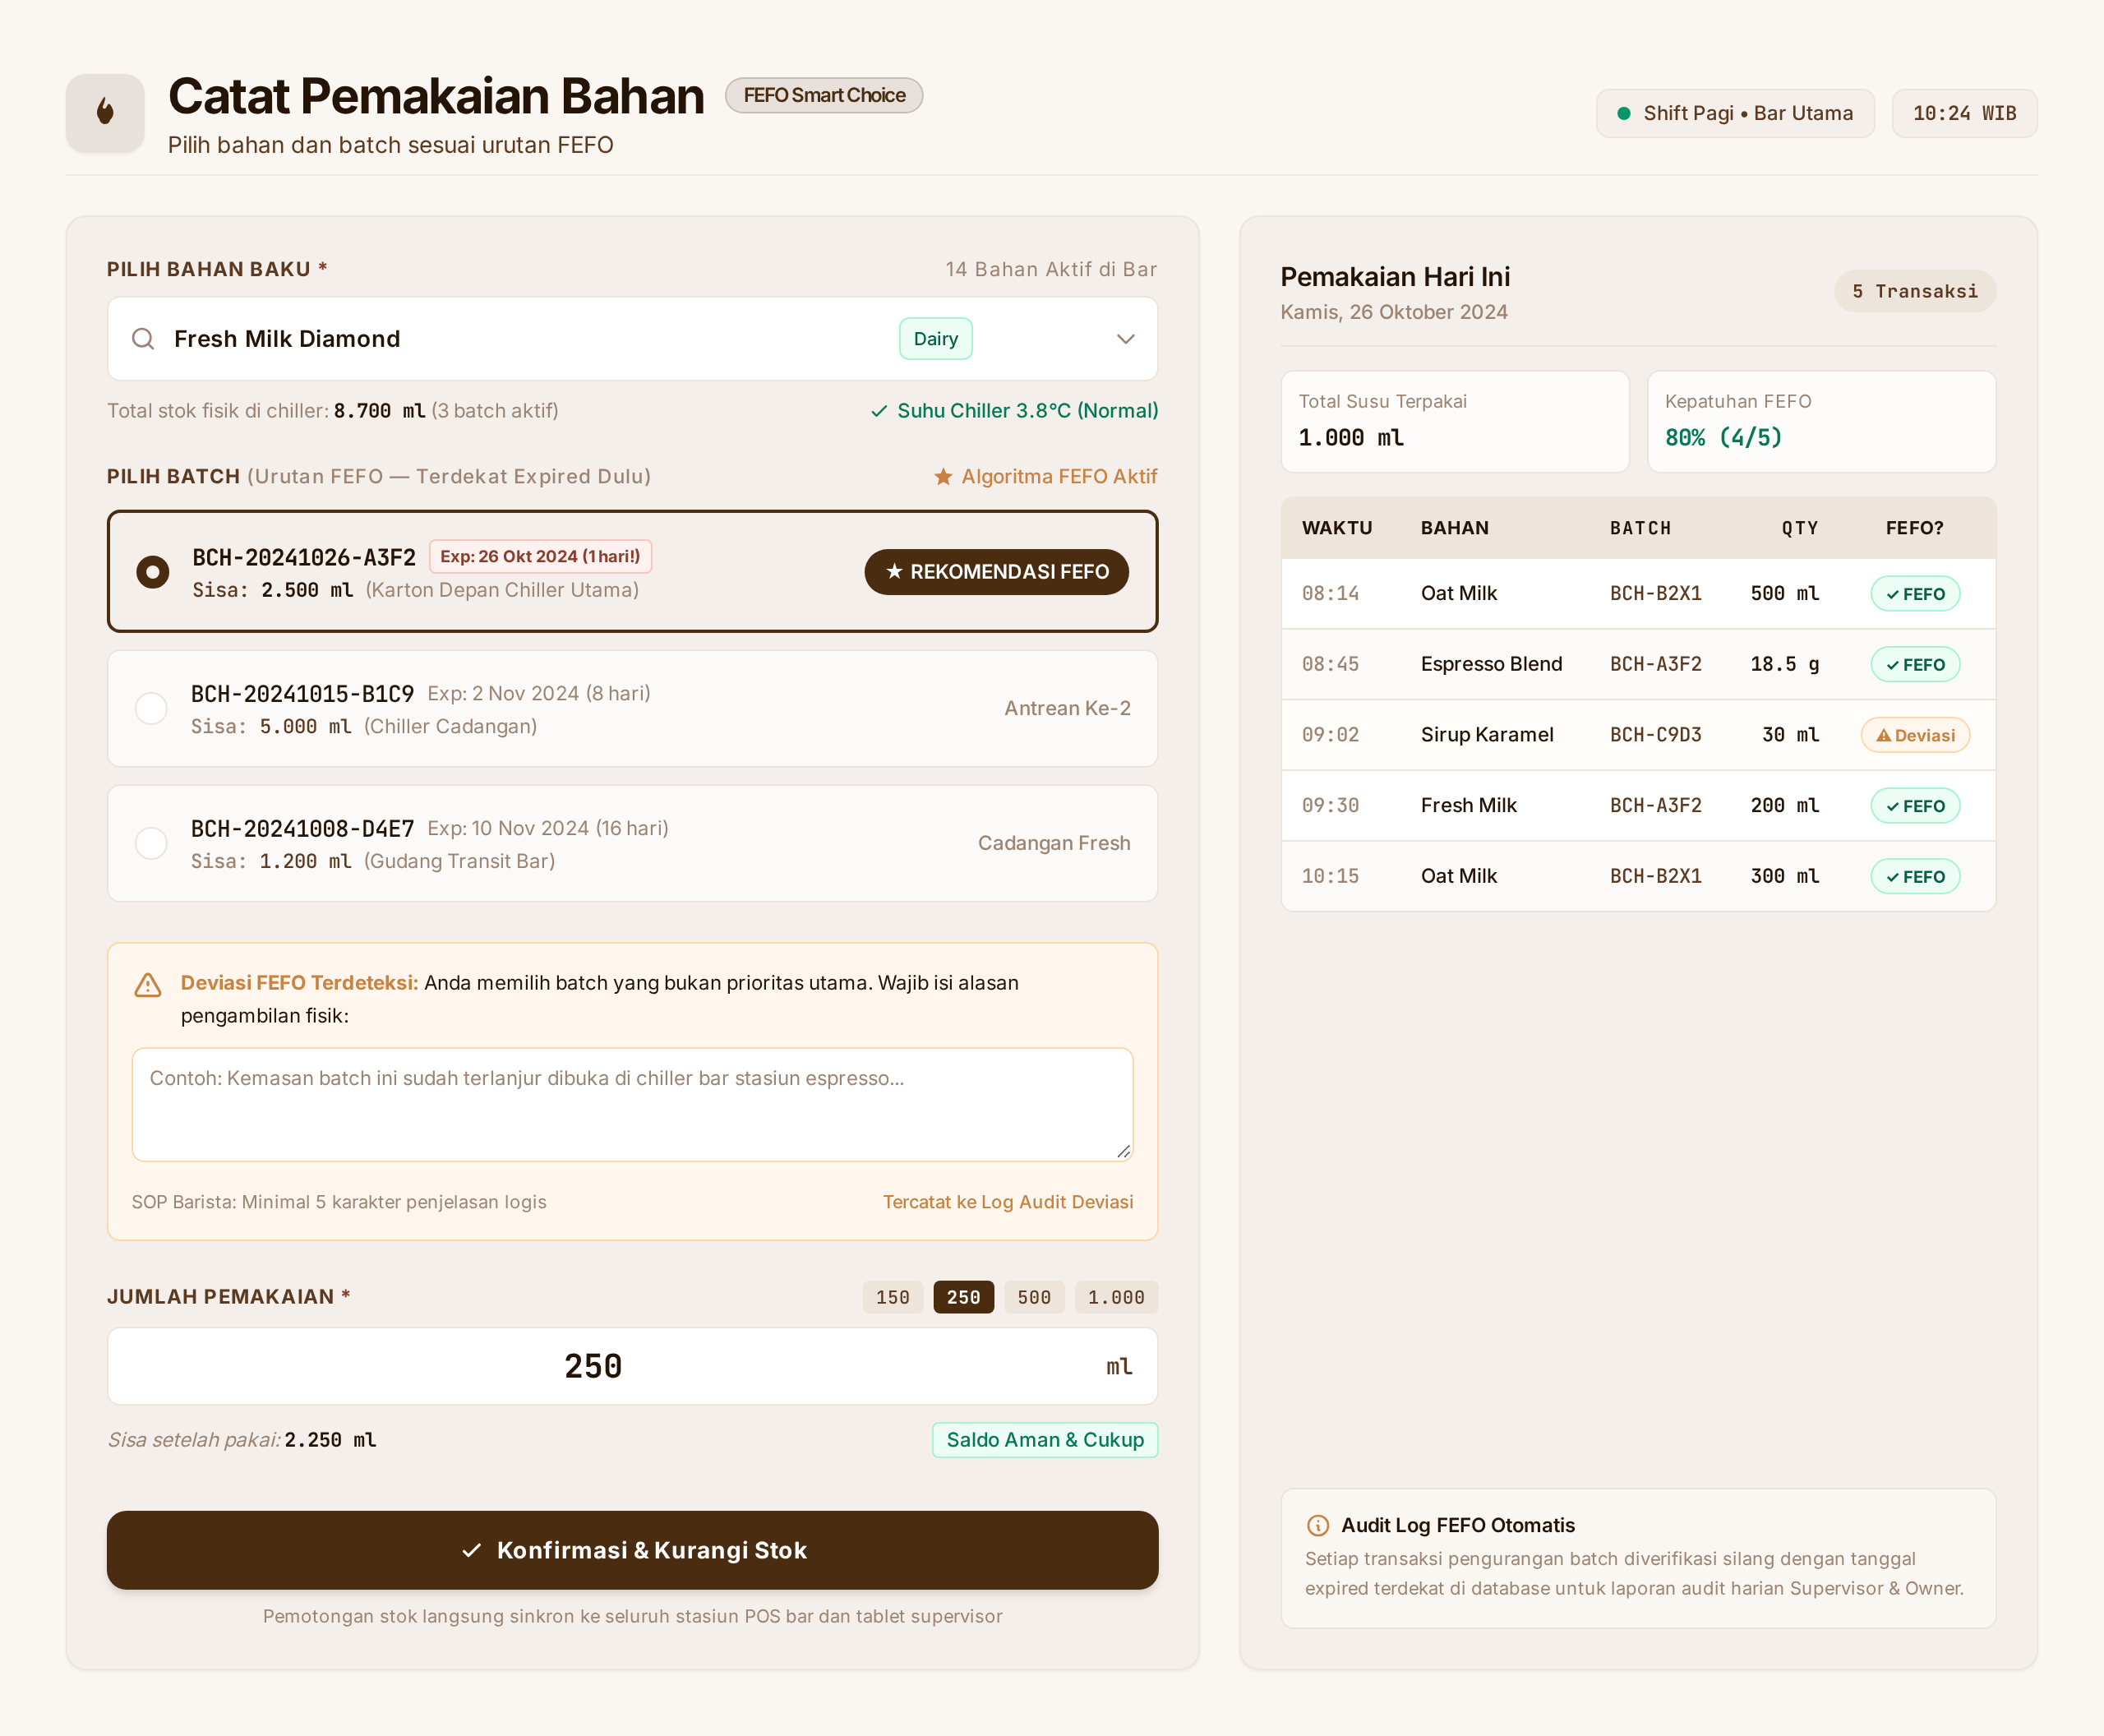 Catat Pemakaian Bahan FEFO Smart Choice
Pilih bahan dan batch sesuai urutan FEFO
Shift Pagi • Bar Utama
10:24 WIB
PILIH BAHAN BAKU *
14 Bahan Aktif di Bar
Fresh Milk Diamond
Dairy
Total stok fisik di chiller: 8.700 ml (3 batch aktif)
✓ Suhu Chiller 3.8°C (Normal)
PILIH BATCH (Urutan FEFO — Terdekat Expired Dulu)
★ Algoritma FEFO Aktif
BCH-20241026-A3F2 Exp: 26 Okt 2024 (1 hari!)
Sisa: 2.500 ml (Karton Depan Chiller Utama)
★ REKOMENDASI FEFO
BCH-20241015-B1C9 Exp: 2 Nov 2024 (8 hari)
Sisa: 5.000 ml (Chiller Cadangan)
Antrean Ke-2
BCH-20241008-D4E7 Exp: 10 Nov 2024 (16 hari)
Sisa: 1.200 ml (Gudang Transit Bar)
Cadangan Fresh
Deviasi FEFO Terdeteksi: Anda memilih batch yang bukan prioritas utama. Wajib isi alasan
pengambilan fisik:
Contoh: Kemasan batch ini sudah terlanjur dibuka di chiller bar stasiun espresso...
SOP Barista: Minimal 5 karakter penjelasan logis
Tercatat ke Log Audit Deviasi
JUMLAH PEMAKAIAN *
150 250 500 1.000
250 ml
Sisa setelah pakai: 2.250 ml
Saldo Aman & Cukup
✓ Konfirmasi & Kurangi Stok
Pemotongan stok langsung sinkron ke seluruh stasiun POS bar dan tablet supervisor
Pemakaian Hari Ini
Kamis, 26 Oktober 2024
5 Transaksi
Total Susu Terpakai
1.000 ml
Kepatuhan FEFO
80% (4/5)
WAKTU BAHAN BATCH QTY FEFO?
08:14 Oat Milk BCH-B2X1 500 ml ✓ FEFO
08:45 Espresso Blend BCH-A3F2 18.5 g ✓ FEFO
09:02 Sirup Karamel BCH-C9D3 30 ml ⚠ Deviasi
09:30 Fresh Milk BCH-A3F2 200 ml ✓ FEFO
10:15 Oat Milk BCH-B2X1 300 ml ✓ FEFO
Audit Log FEFO Otomatis
Setiap transaksi pengurangan batch diverifikasi silang dengan tanggal
expired terdekat di database untuk laporan audit harian Supervisor & Owner.